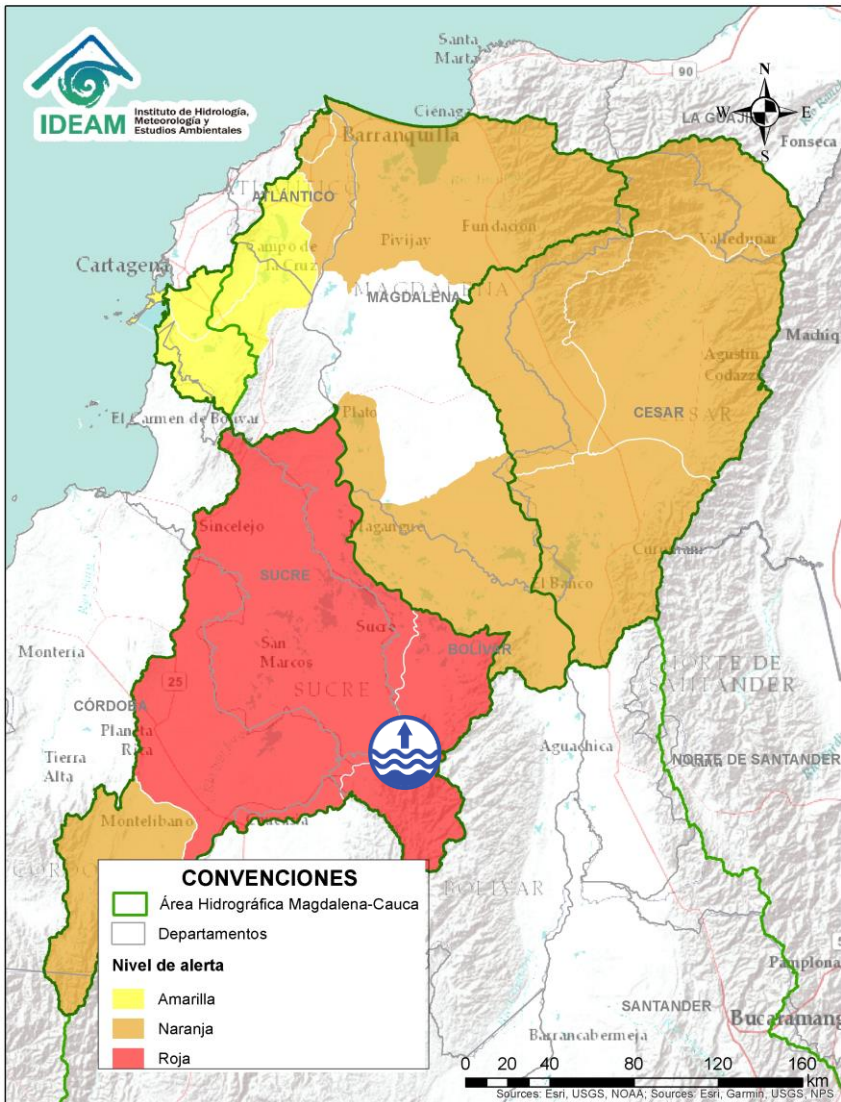 IDEAM
Instituto de Hidrología,
Meteorología y
Estudios Ambientales
Santa
Marta
90
N
W
E
S
LA GUAJIRA
Fonseca
Ciénaga
Barranquilla
ATLÁNTICO
Campo de
la Cruz
Pivijay
Fundación
Valledupar
Cartagena
MAGDALENA
MAGDALENA
Agustín
Codazzi
El Carmen de Bolívar
Plato
CESAR
Sincelejo
Magangue
SUCRE
El Banco
Sucre
San
Marcos
BOLÍVAR
Montería
25
SUCRE
NORTE DE
SANTANDER
CÓRDOBA
Planeta
Rica
Aguachica
NORTE DE SANTANDER
Tierra
Alta
Montelíbano
BOLÍVAR
CONVENCIONES
Área Hidrográfica Magdalena-Cauca
Departamentos
Nivel de alerta
Amarilla
Naranja
Roja
Pamplona
SANTANDER
Bucaramang
Barrancabermeja
0 20 40 80 120 160
km
Sources: Esri, USGS, NOAA; Sources: Esri, Garmin, USGS, NPS